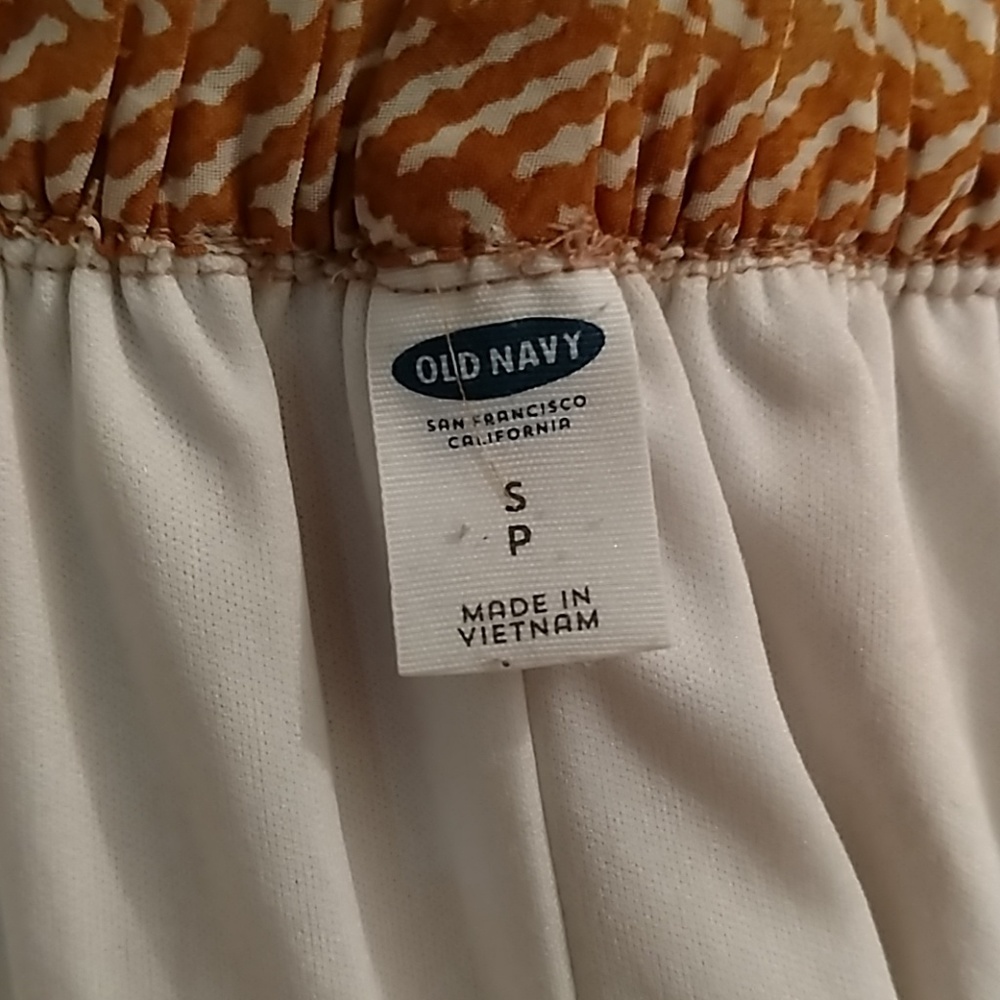 OLD NAVY
SAN FRANCISCO
CALIFORNIA
S
P
MADE IN
VIETNAM